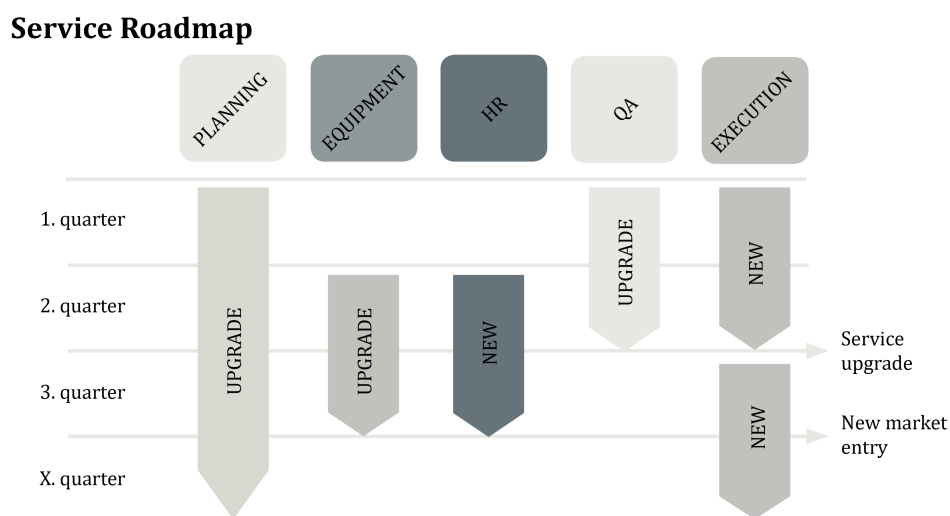 Service Roadmap
PLANNING
EQUIPMENT
HR
QA
EXECUTION
1. quarter
UPGRADE
NEW
2. quarter
UPGRADE
UPGRADE
NEW
Service
upgrade
3. quarter
NEW
New market
entry
X. quarter